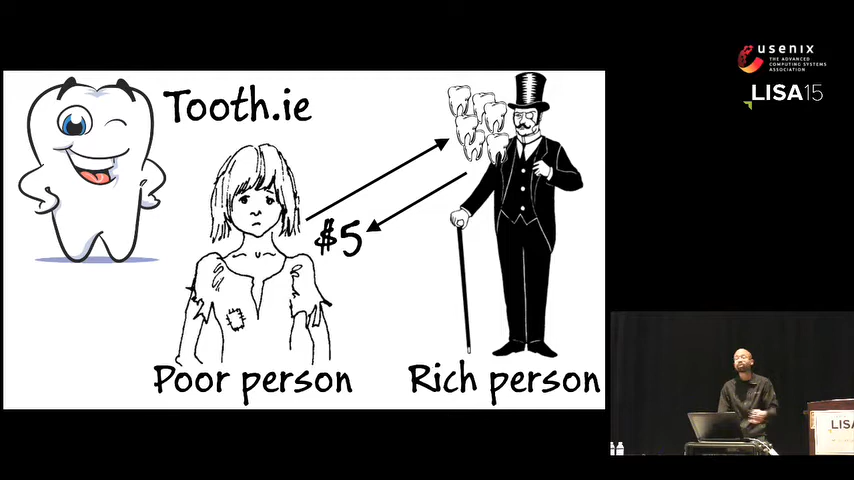 usenix
THE ADVANCED
COMPUTING SYSTEMS
ASSOCIATION
LISA15
Tooth.ie
$5
Poor person
Rich person
LISA